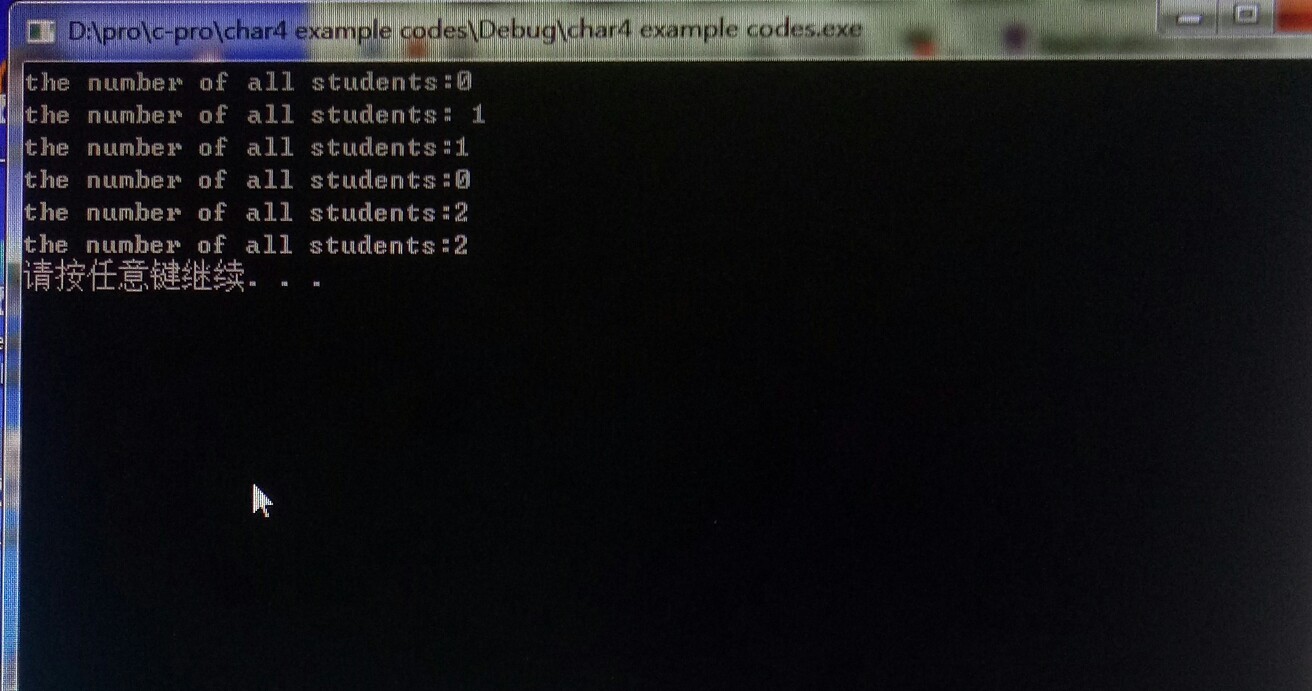 D:\pro\c-pro\char4 example codes\Debug\char4 example codes.exe
the number of all students:0
the number of all students: 1
the number of all students:1
the number of all students:0
the number of all students:2
the number of all students:2
请按任意键继续. . .